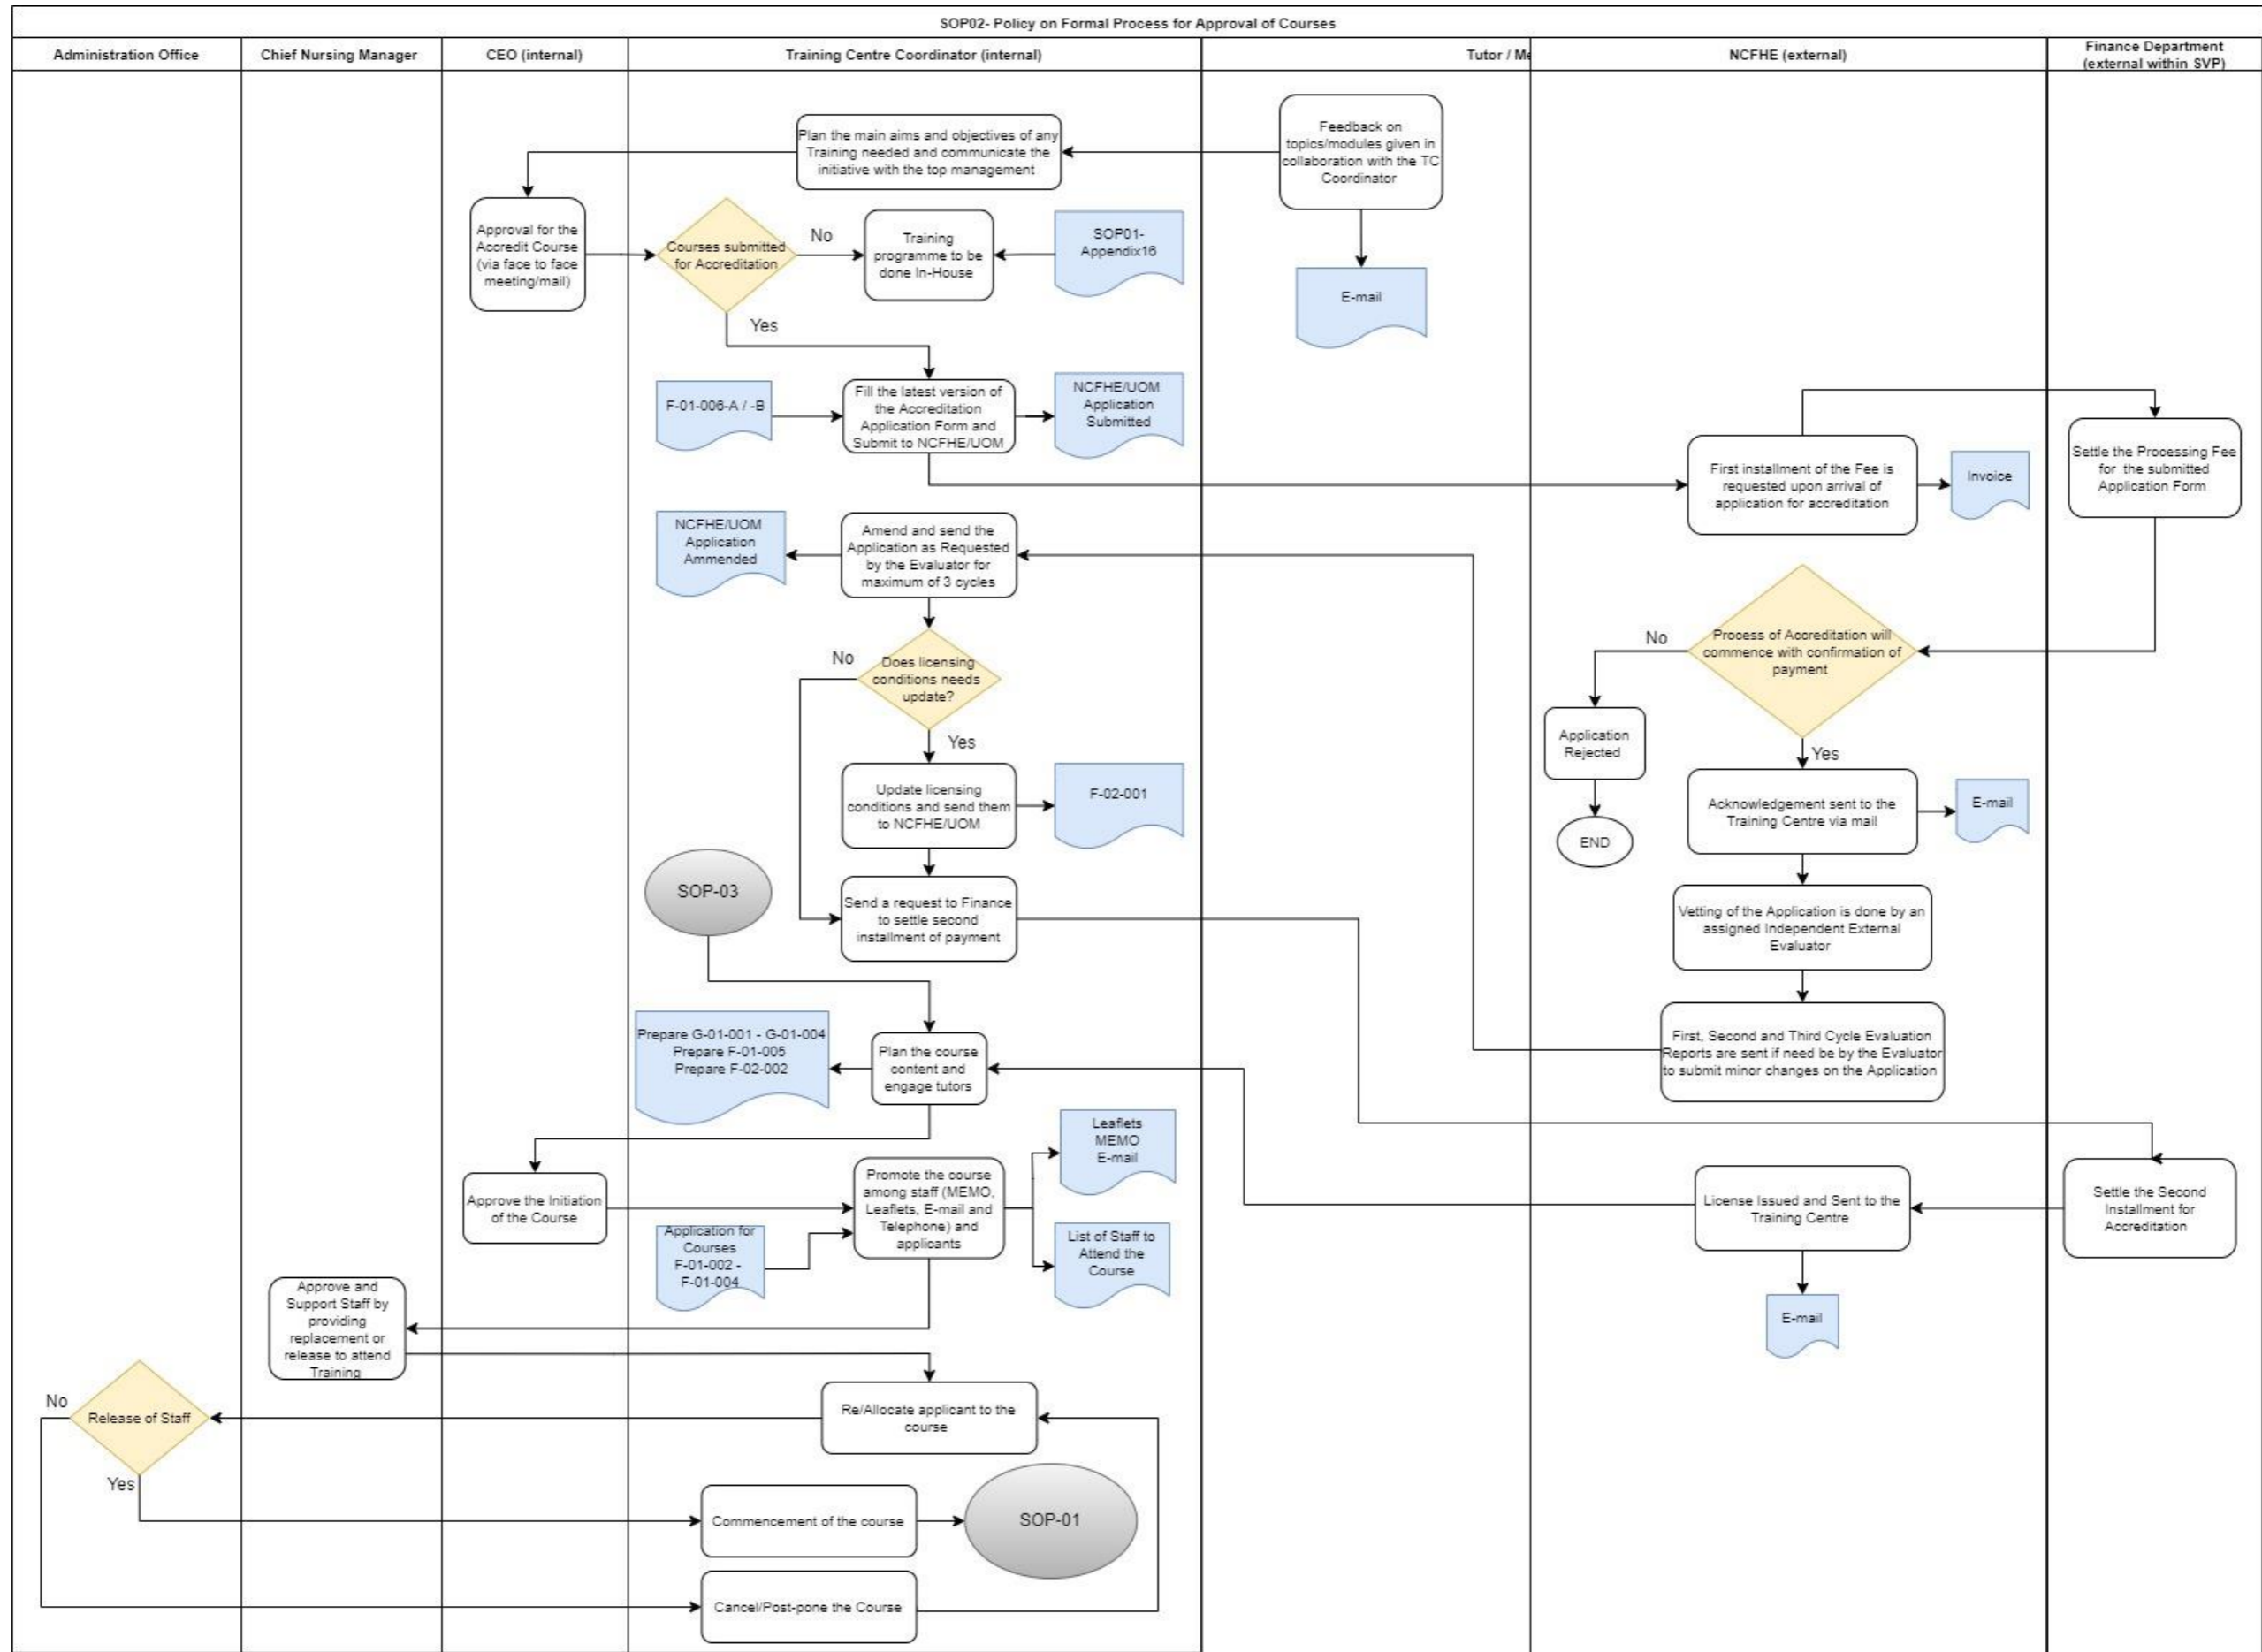 SOP02- Policy on Formal Process for Approval of Courses
Administration Office
Chief Nursing Manager
CEO (internal)
Training Centre Coordinator (internal)
Tutor /
NCFHE (external)
Finance Department
(external within SVP)
Plan the main aims and objectives of any
Training needed and communicate the
initiative with the top management
Feedback on
topics/modules given in
collaboration with the TC
Coordinator
Approval for the
Accredit Course
(via face to face
meeting/mail)
Courses submitted
for Accreditation
No
Training
programme to be
done In-House
SOP01-
Appendix16
E-mail
Yes
F-01-006-A / -B
Fill the latest version of
the Accreditation
Application Form and
Submit to NCFHE/UOM
NCFHE/UOM
Application
Submitted
First installment of the Fee is
requested upon arrival of
application for accreditation
Invoice
Settle the Processing Fee
for the submitted
Application Form
NCFHE/UOM
Application
Ammended
Amend and send the
Application as Requested
by the Evaluator for
maximum of 3 cycles
No
Process of Accreditation will
commence with confirmation of
payment
No
Does licensing
conditions needs
update?
Application
Rejected
Yes
Yes
Update licensing
conditions and send them
to NCFHE/UOM
F-02-001
END
Acknowledgement sent to the
Training Centre via mail
E-mail
SOP-03
Send a request to Finance
to settle second
installment of payment
Vetting of the Application is done by an
assigned Independent External
Evaluator
Prepare G-01-001 - G-01-004
Prepare F-01-005
Prepare F-02-002
Plan the course
content and
engage tutors
First, Second and Third Cycle Evaluation
Reports are sent if need be by the Evaluator
to submit minor changes on the Application
Leaflets
MEMO
E-mail
Approve the Initiation
of the Course
Promote the course
among staff (MEMO,
Leaflets, E-mail and
Telephone) and
applicants
License Issued and Sent to the
Training Centre
Settle the Second
Installment for
Accreditation
Application for
Courses
F-01-002 -
F-01-004
List of Staff to
Attend the
Course
Approve and
Support Staff by
providing
replacement or
release to attend
Training
E-mail
No
Release of Staff
Re/Allocate applicant to the
course
Yes
Commencement of the course
SOP-01
Cancel/Post-pone the Course